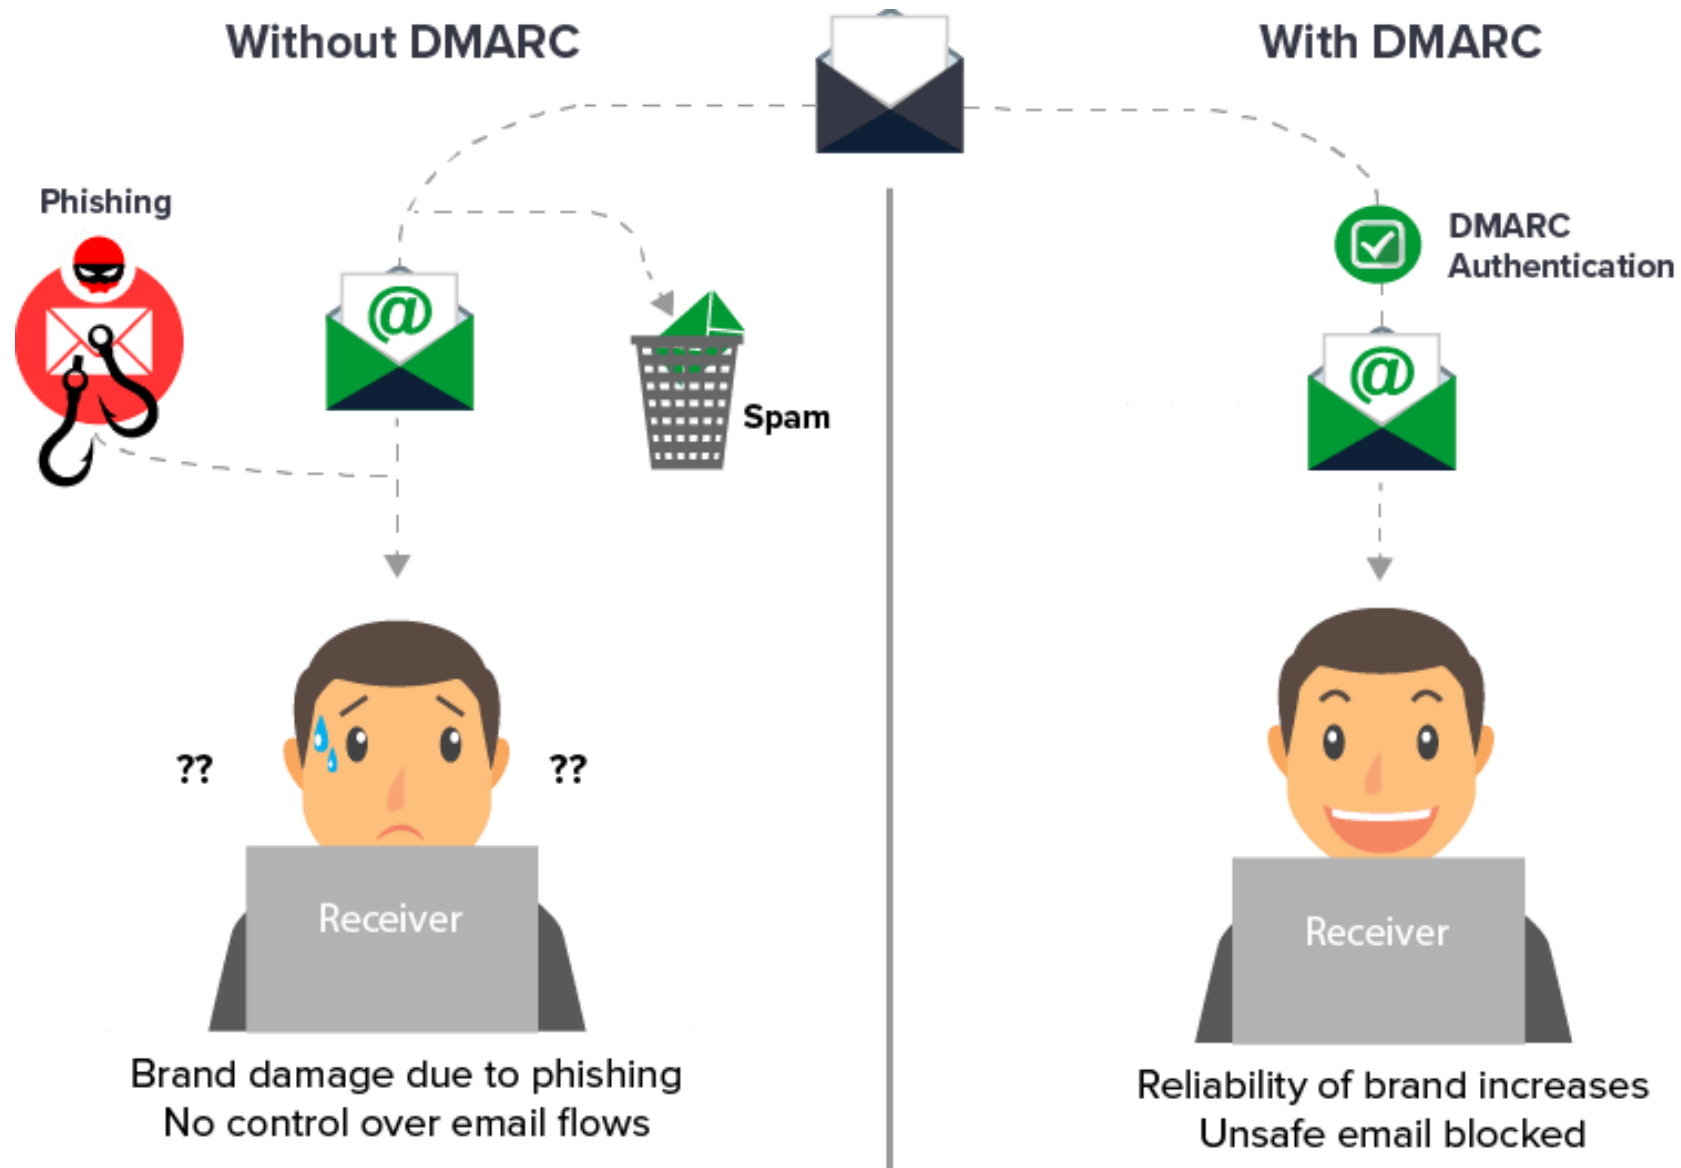 Without DMARC
With DMARC
Phishing
@
Spam
DMARC
Authentication
@
??
??
Receiver
Receiver
Brand damage due to phishing
No control over email flows
Reliability of brand increases
Unsafe email blocked